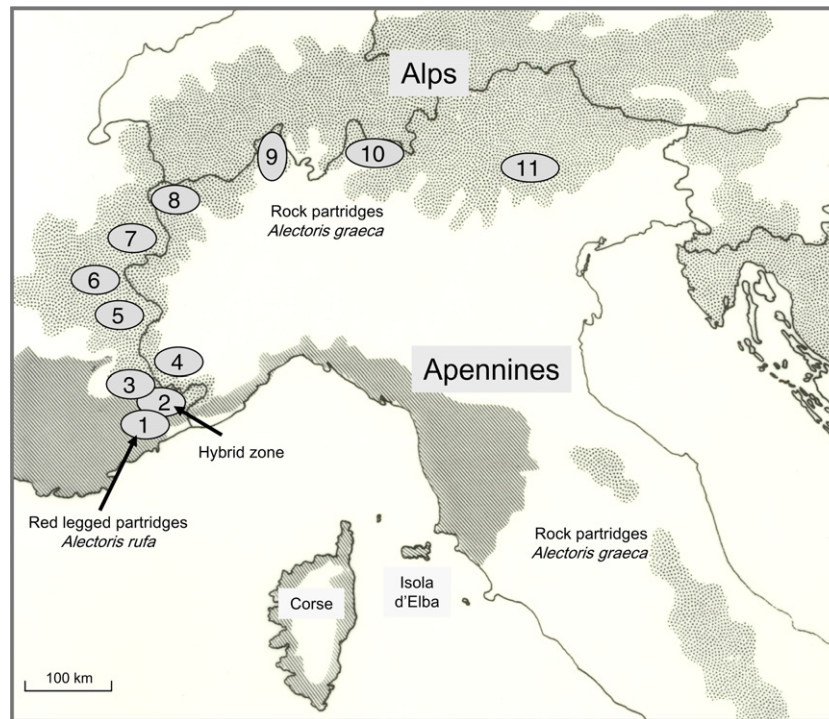 Alps
9
10
11
8
Rock partridges
Alectoris graeca
7
6
5
4
3
Apennines
2
1
Hybrid zone
Red legged partridges
Alectoris rufa
Rock partridges
Alectoris graeca
Corse
Isola
d'Elba
100 km